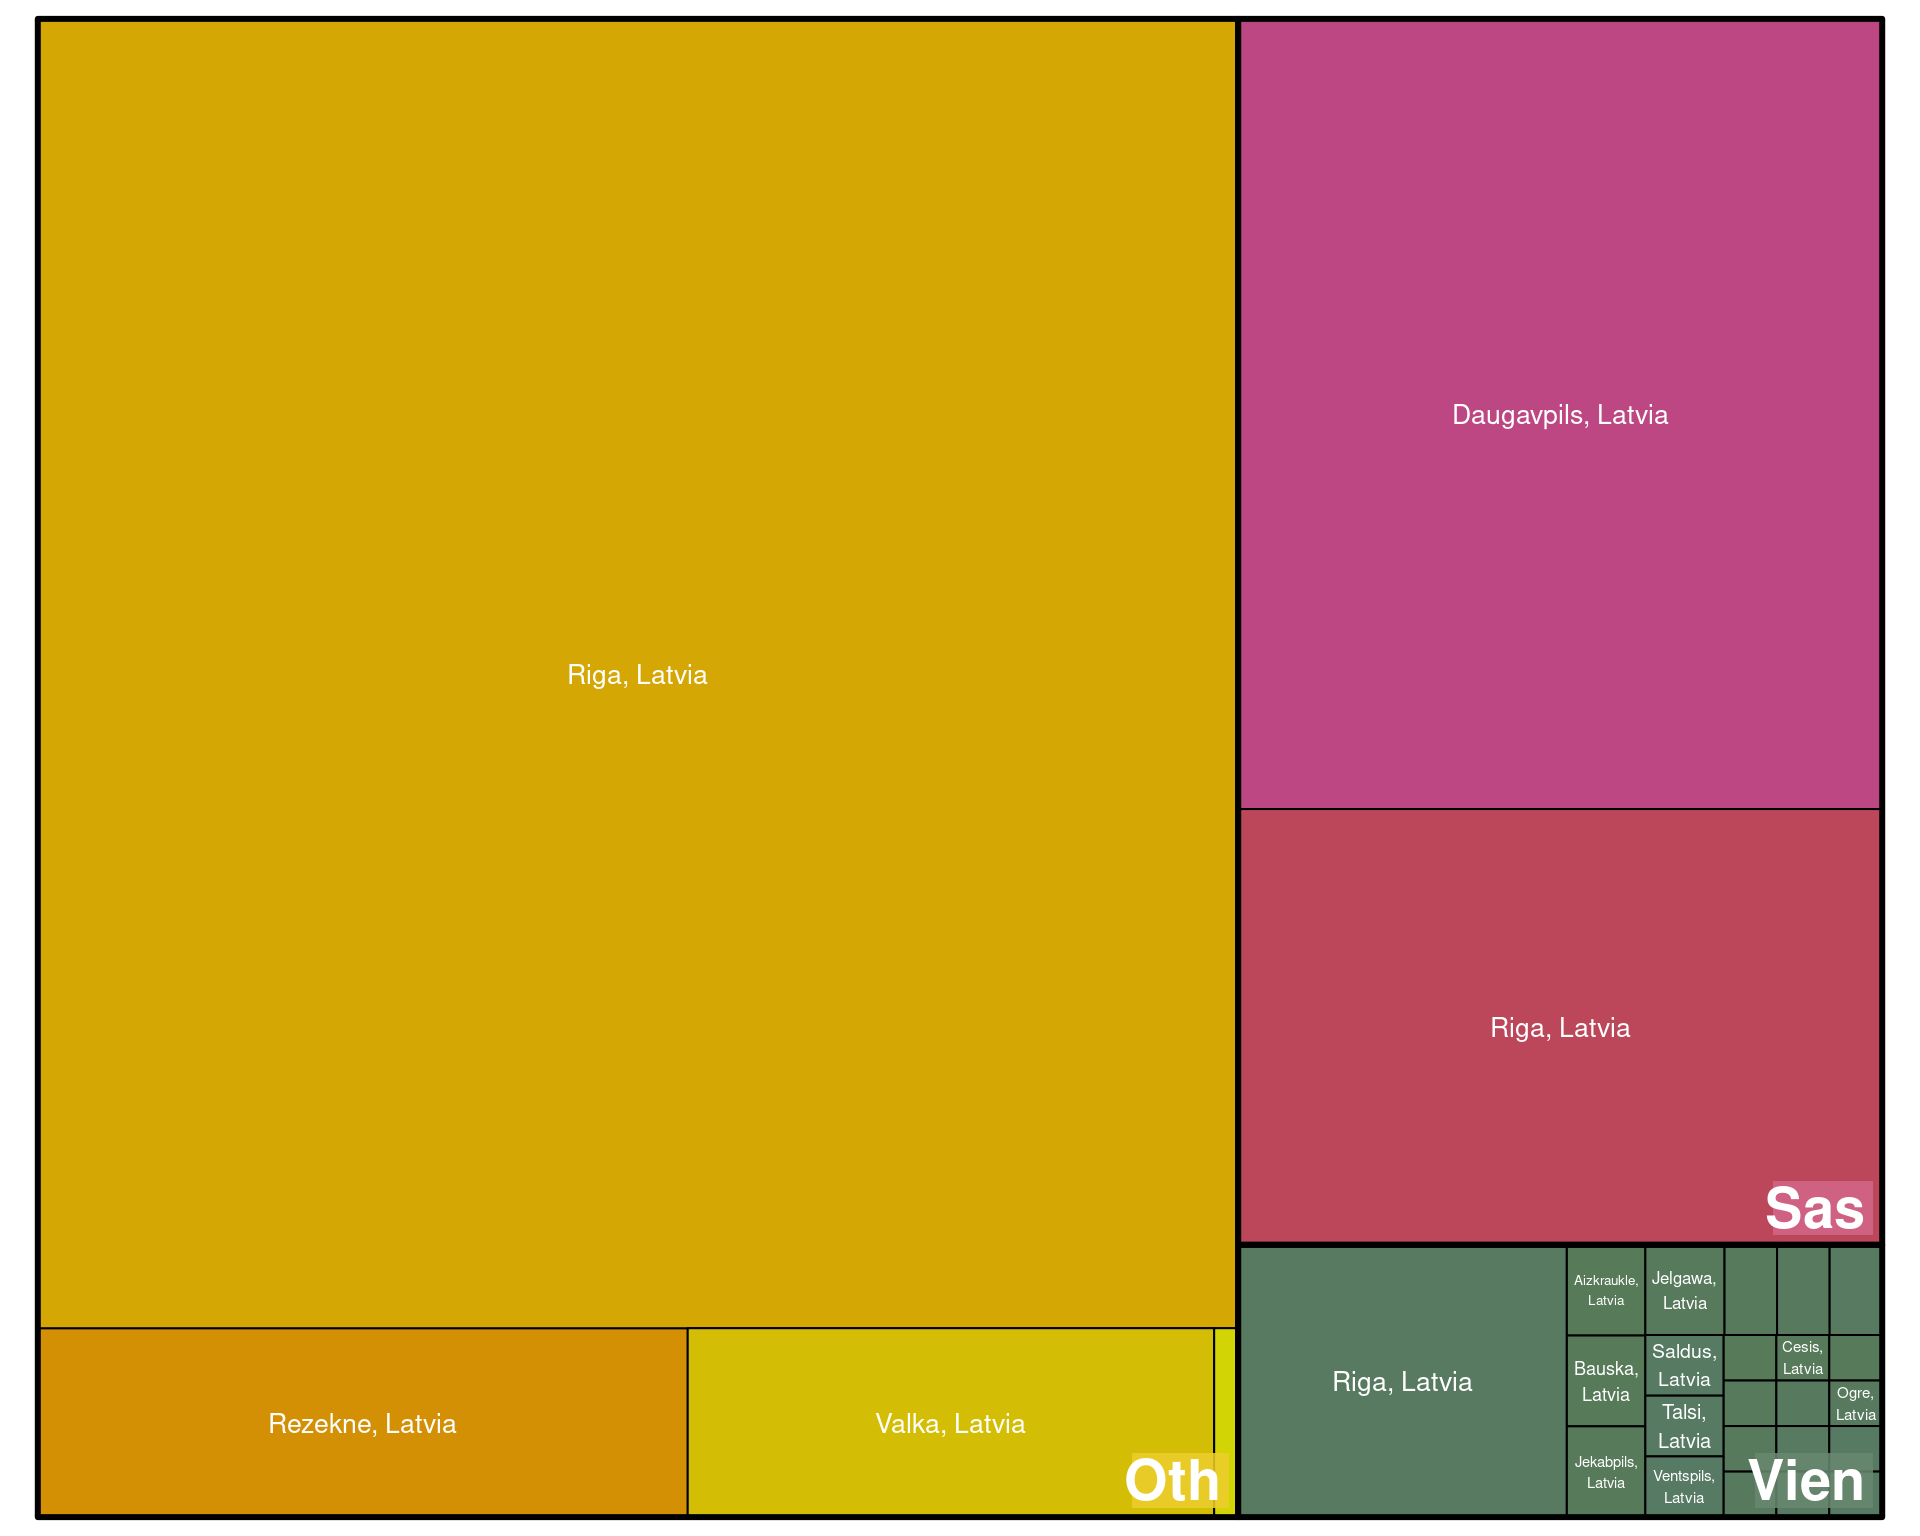 Riga, Latvia
Rezekne, Latvia
Valka, Latvia
Oth
Daugavpils, Latvia
Riga, Latvia
Sas
Riga, Latvia
Aizkraukle,
Latvia
Bauska,
Latvia
Jekabpils,
Latvia
Jelgawa,
Latvia
Saldus,
Latvia
Talsi,
Latvia
Ventspils,
Latvia
Cesis,
Latvia
Ogre,
Latvia
Vien